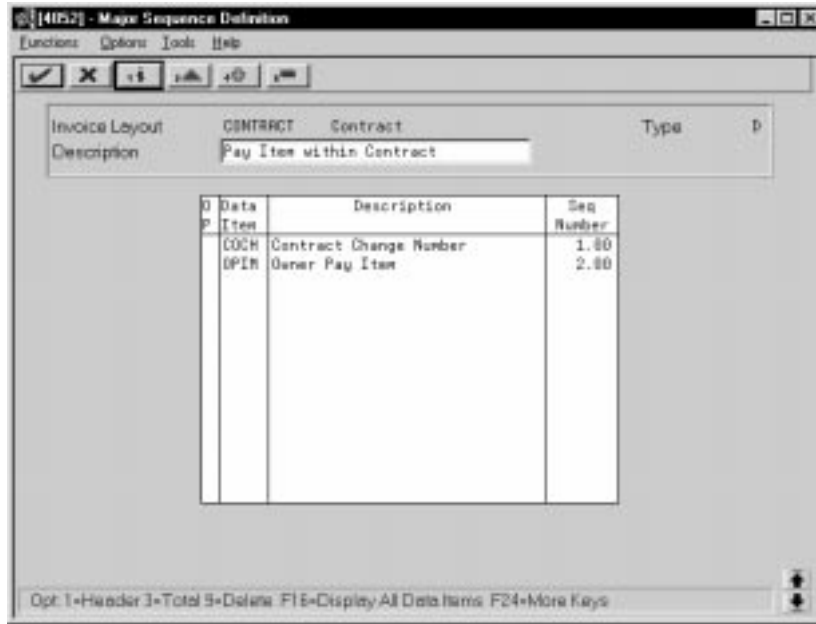 [4052] - Major Sequence Definition
Functions Options Tools Help
Invoice Layout CONTRACT Contract Type D
Description Pay Item within Contract
O Data Description Seq
P Item Number
COCH Contract Change Number 1.00
OPIM Owner Pay Item 2.00
Opt: 1=Header 3=Total 9=Delete F16=Display All Data Items F24=More Keys